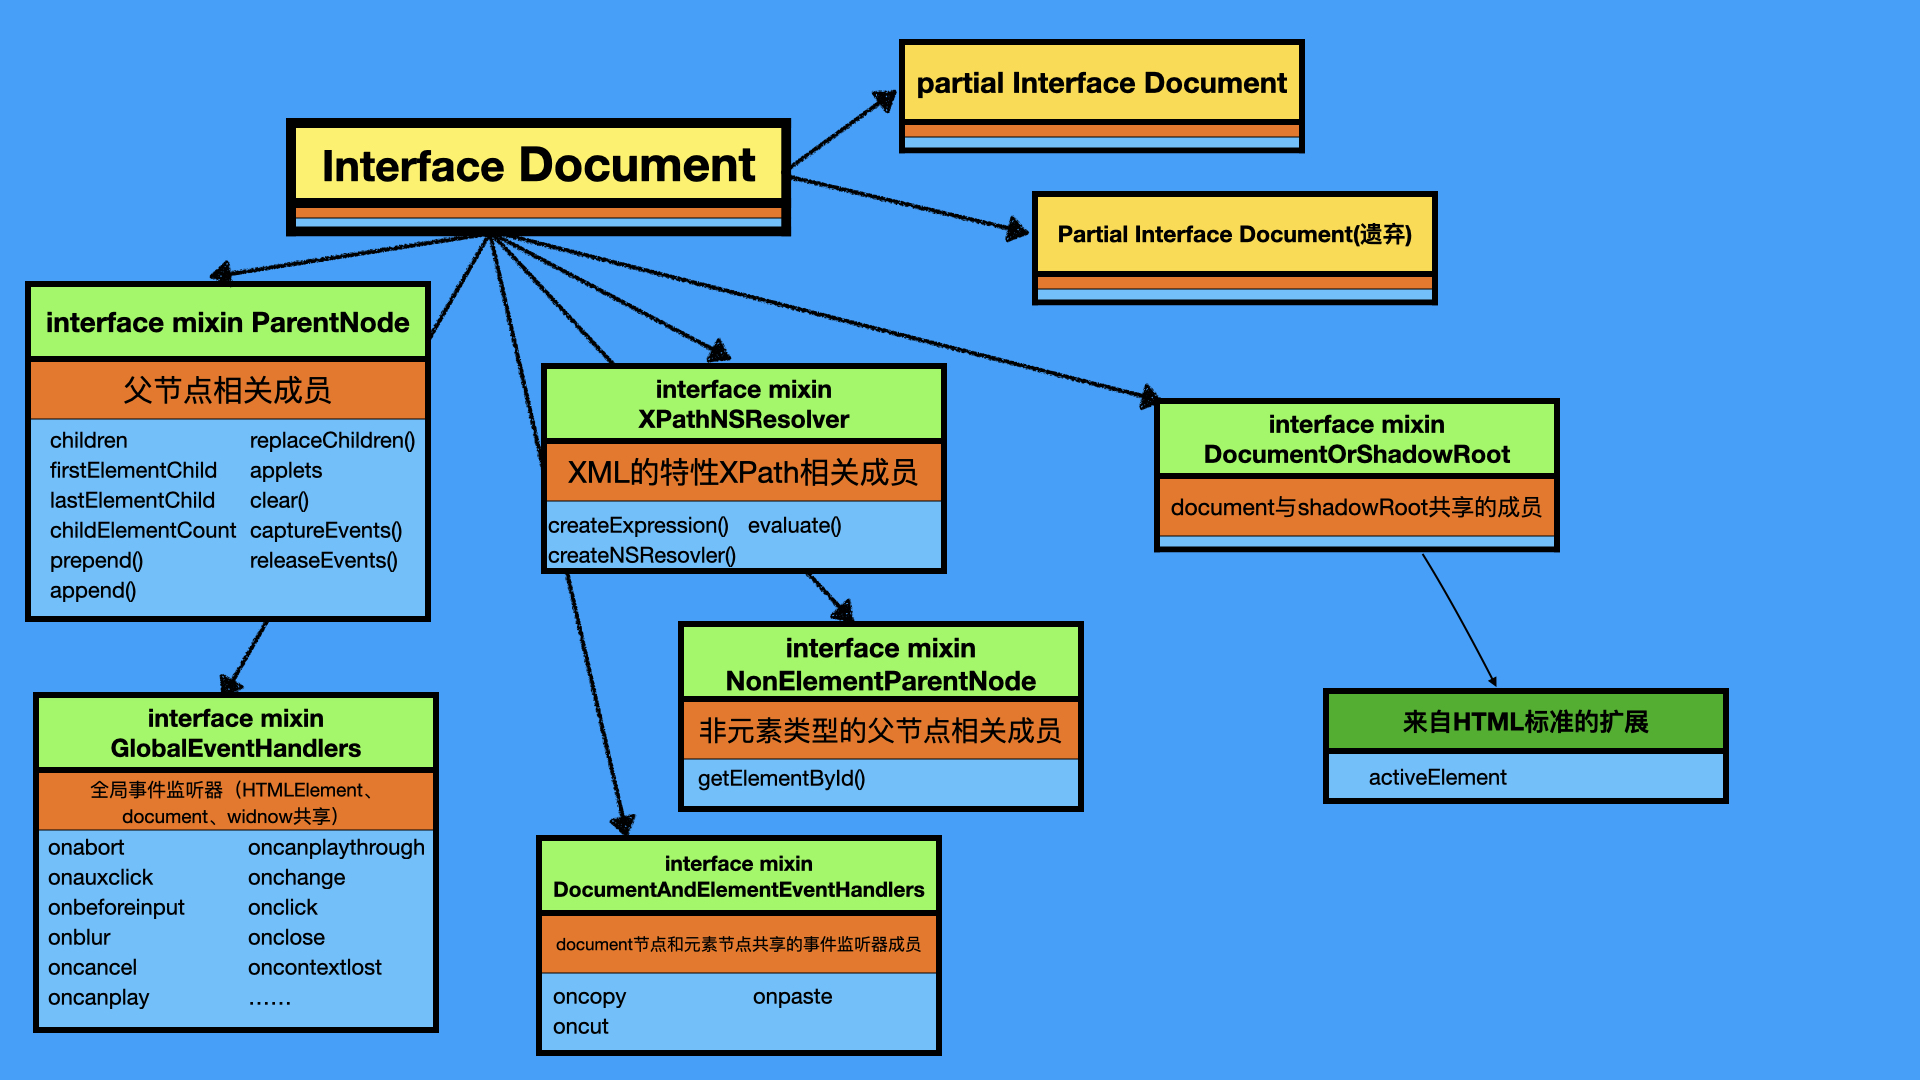 partial Interface Document
Interface Document
Partial Interface Document(遗弃)
interface mixin ParentNode
父节点相关成员
children
firstElementChild
lastElementChild
childElementCount
prepend()
append()
replaceChildren()
applets
clear()
captureEvents()
releaseEvents()
interface mixin
XPathNSResolver
XML的特性XPath相关成员
createExpression()
createNSResovler()
evaluate()
interface mixin
DocumentOrShadowRoot
document与shadowRoot共享的成员
interface mixin
NonElementParentNode
非元素类型的父节点相关成员
getElementById()
来自HTML标准的扩展
activeElement
interface mixin
GlobalEventHandlers
全局事件监听器（HTMLElement、
document、widnow共享）
onabort
onauxclick
onbeforeinput
onblur
oncancel
oncanplay
oncanplaythrough
onchange
onclick
onclose
oncontextlost
……
interface mixin
DocumentAndElementEventHandlers
document节点和元素节点共享的事件监听器成员
oncopy
oncut
onpaste